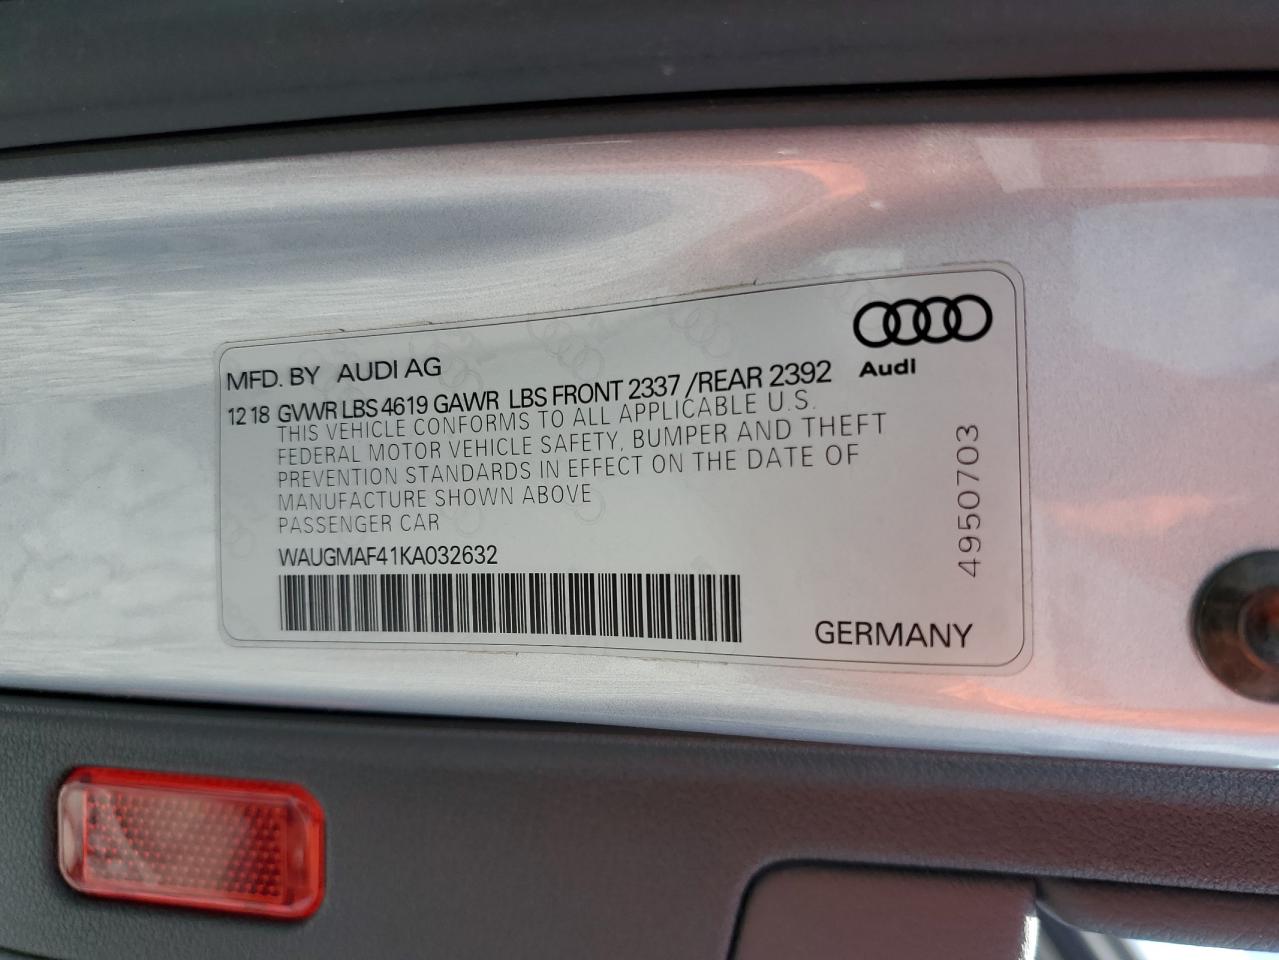 MFD. BY AUDI AG
Audi
12 18 GVWR LBS 4619 GAWR LBS FRONT 2337 /REAR 2392
THIS VEHICLE CONFORMS TO ALL APPLICABLE U.S.
FEDERAL MOTOR VEHICLE SAFETY, BUMPER AND THEFT
PREVENTION STANDARDS IN EFFECT ON THE DATE OF
MANUFACTURE SHOWN ABOVE
PASSENGER CAR
WAUGMAF41KA032632
4950703
GERMANY